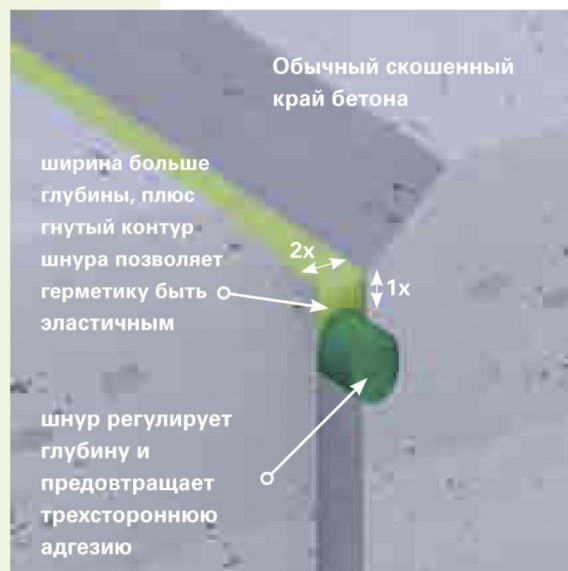 Обычный скошенный
край бетона
ширина больше
глубины, плюс
гнутый контур
шнура позволяет
герметику быть
эластичным
2x
1x
шнур регулирует
глубину и
предовтращает
трехстороннюю
адгезию